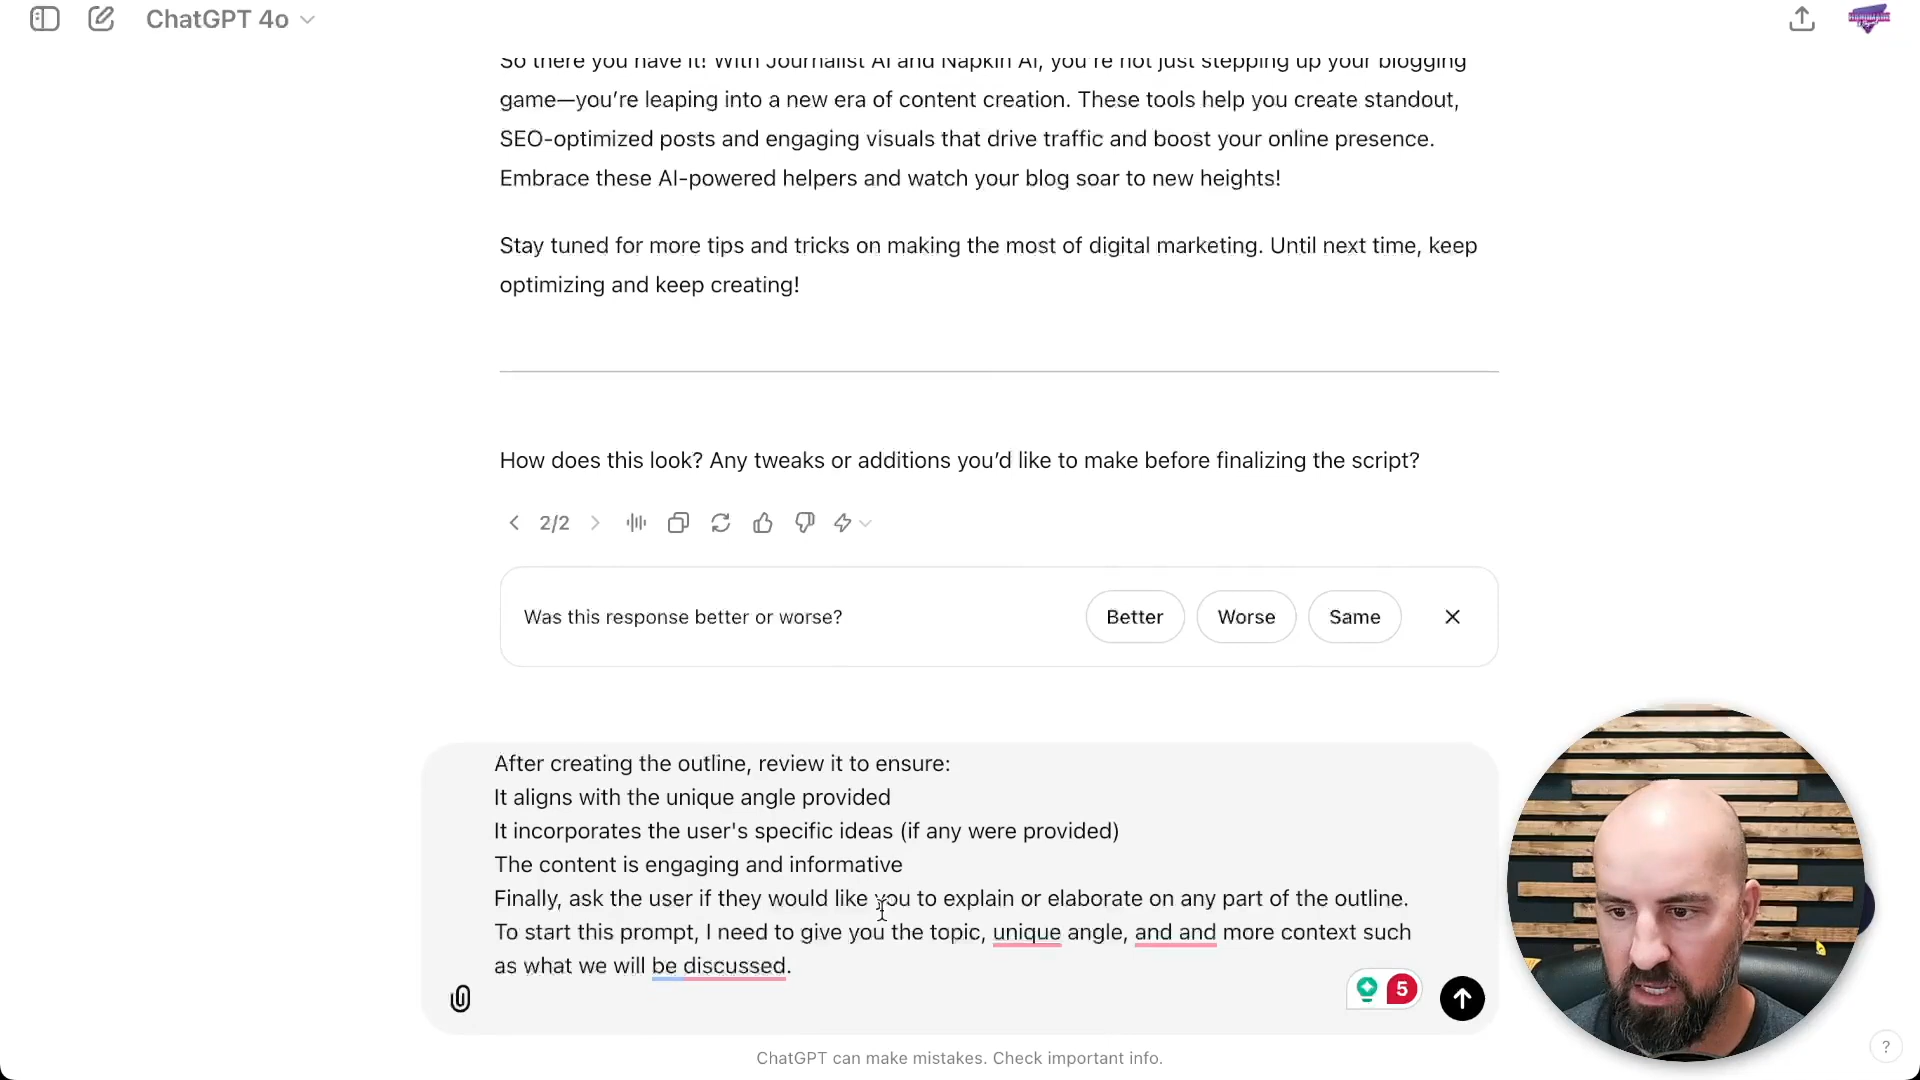 ChatGPT 4o
So there you have it! With Journalist AI and Napkin AI, you're not just stepping up your blogging
game—you're leaping into a new era of content creation. These tools help you create standout,
SEO-optimized posts and engaging visuals that drive traffic and boost your online presence.
Embrace these AI-powered helpers and watch your blog soar to new heights!
Stay tuned for more tips and tricks on making the most of digital marketing. Until next time, keep
optimizing and keep creating!
How does this look? Any tweaks or additions you'd like to make before finalizing the script?
2/2
Was this response better or worse?
Better
Worse
Same
After creating the outline, review it to ensure:
It aligns with the unique angle provided
It incorporates the user's specific ideas (if any were provided)
The content is engaging and informative
Finally, ask the user if they would like you to explain or elaborate on any part of the outline.
To start this prompt, I need to give you the topic, unique angle, and and more context such
as what we will be discussed.
5
ChatGPT can make mistakes. Check important info.
?